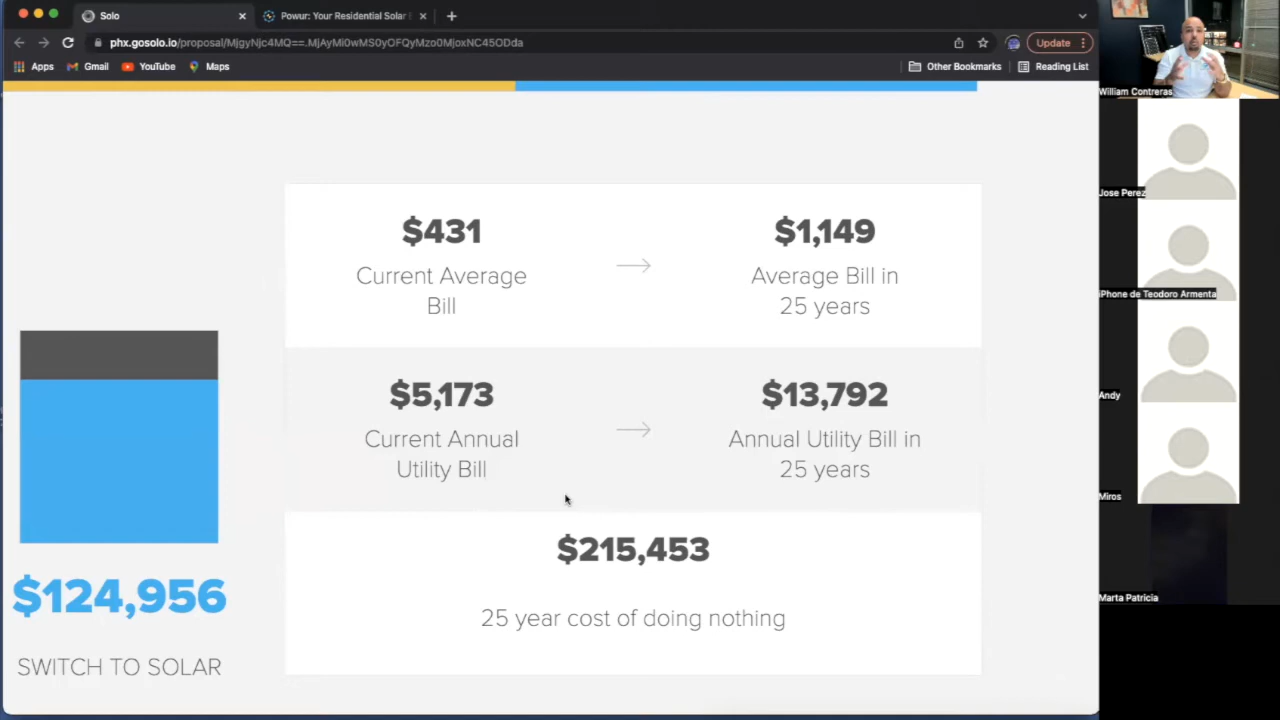 Solo
Powur: Your Residential Solar
phx.gosolo.io/proposal/MjgyNjc4MQ==.MjAyMi0wMS0yOFQyMzo0MjoxNC45ODda
Update
Apps
Gmail
YouTube
Maps
Other Bookmarks
Reading List
William Contreras
Jose Perez
iPhone de Teodoro Armenta
Andy
Miros
Marta Patricia
$431
Current Average
Bill
$1,149
Average Bill in
25 years
$5,173
Current Annual
Utility Bill
$13,792
Annual Utility Bill in
25 years
$215,453
25 year cost of doing nothing
$124,956
SWITCH TO SOLAR